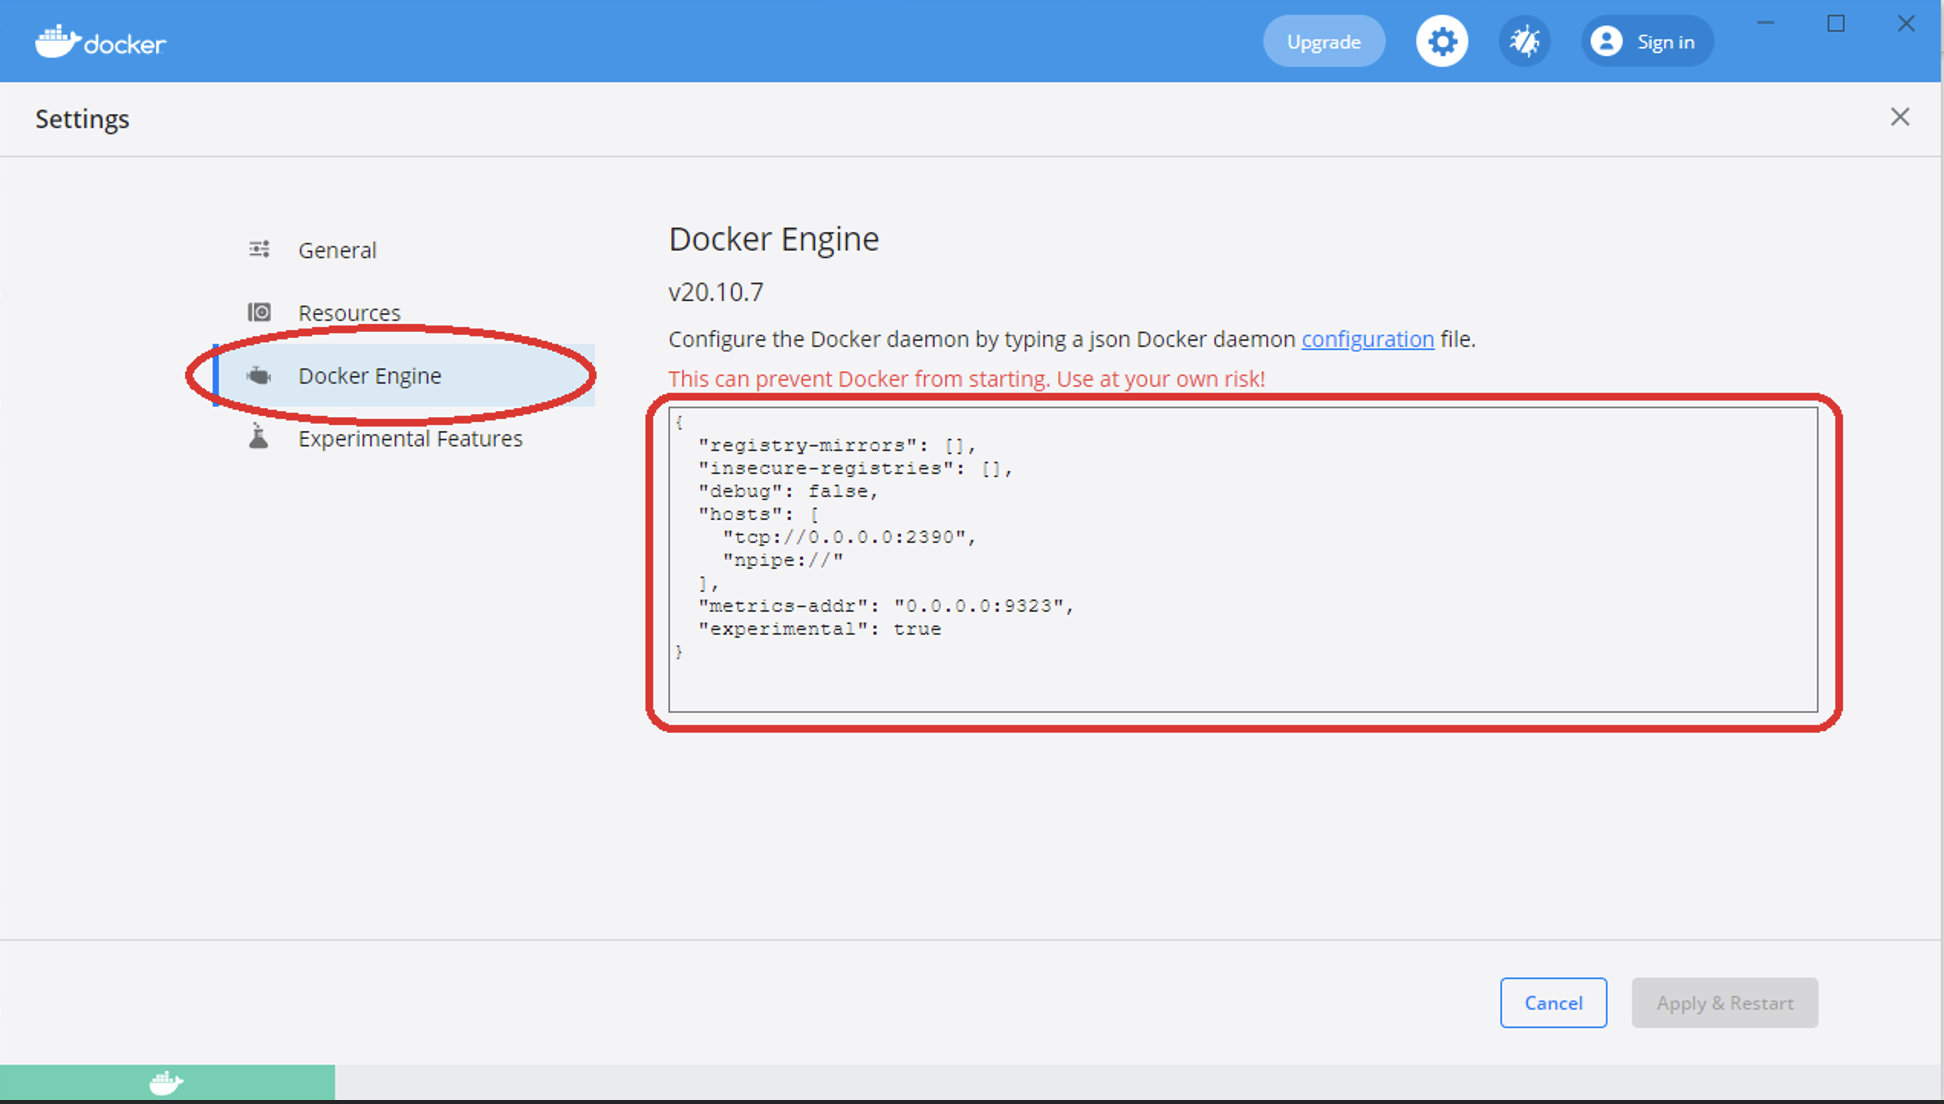 docker
Upgrade
Sign in
Settings
General
Resources
Docker Engine
Experimental Features
Docker Engine
v20.10.7
Configure the Docker daemon by typing a json Docker daemon configuration file.
This can prevent Docker from starting. Use at your own risk!
{
  "registry-mirrors": [],
  "insecure-registries": [],
  "debug": false,
  "hosts": [
    "tcp://0.0.0.0:2390",
    "npipe://"
  ],
  "metrics-addr": "0.0.0.0:9323",
  "experimental": true
}
Cancel
Apply & Restart